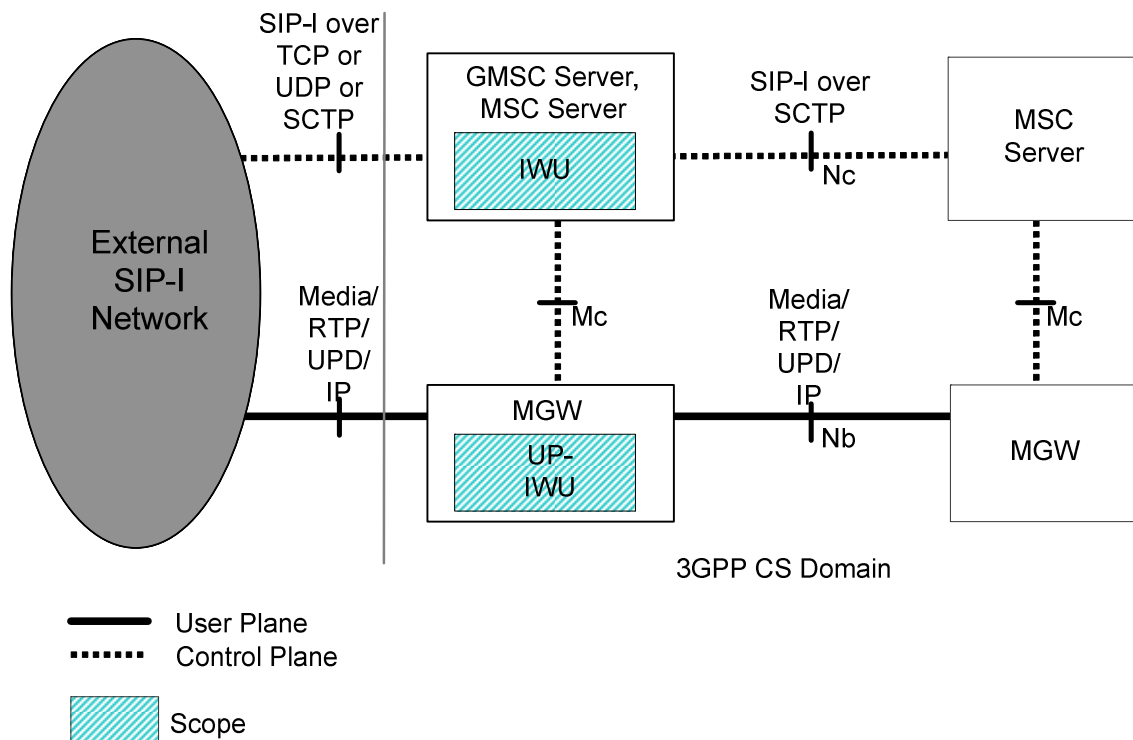 SIP-I over
TCP or
UDP or
SCTP
GMSC Server,
MSC Server
IWU
SIP-I over
SCTP
Nc
MSC
Server
External
SIP-I
Network
Media/
RTP/
UPD/
IP
Mc
Media/
RTP/
UPD/
IP
Nb
Mc
MGW
UP-
IWU
MGW
3GPP CS Domain
User Plane
Control Plane
Scope